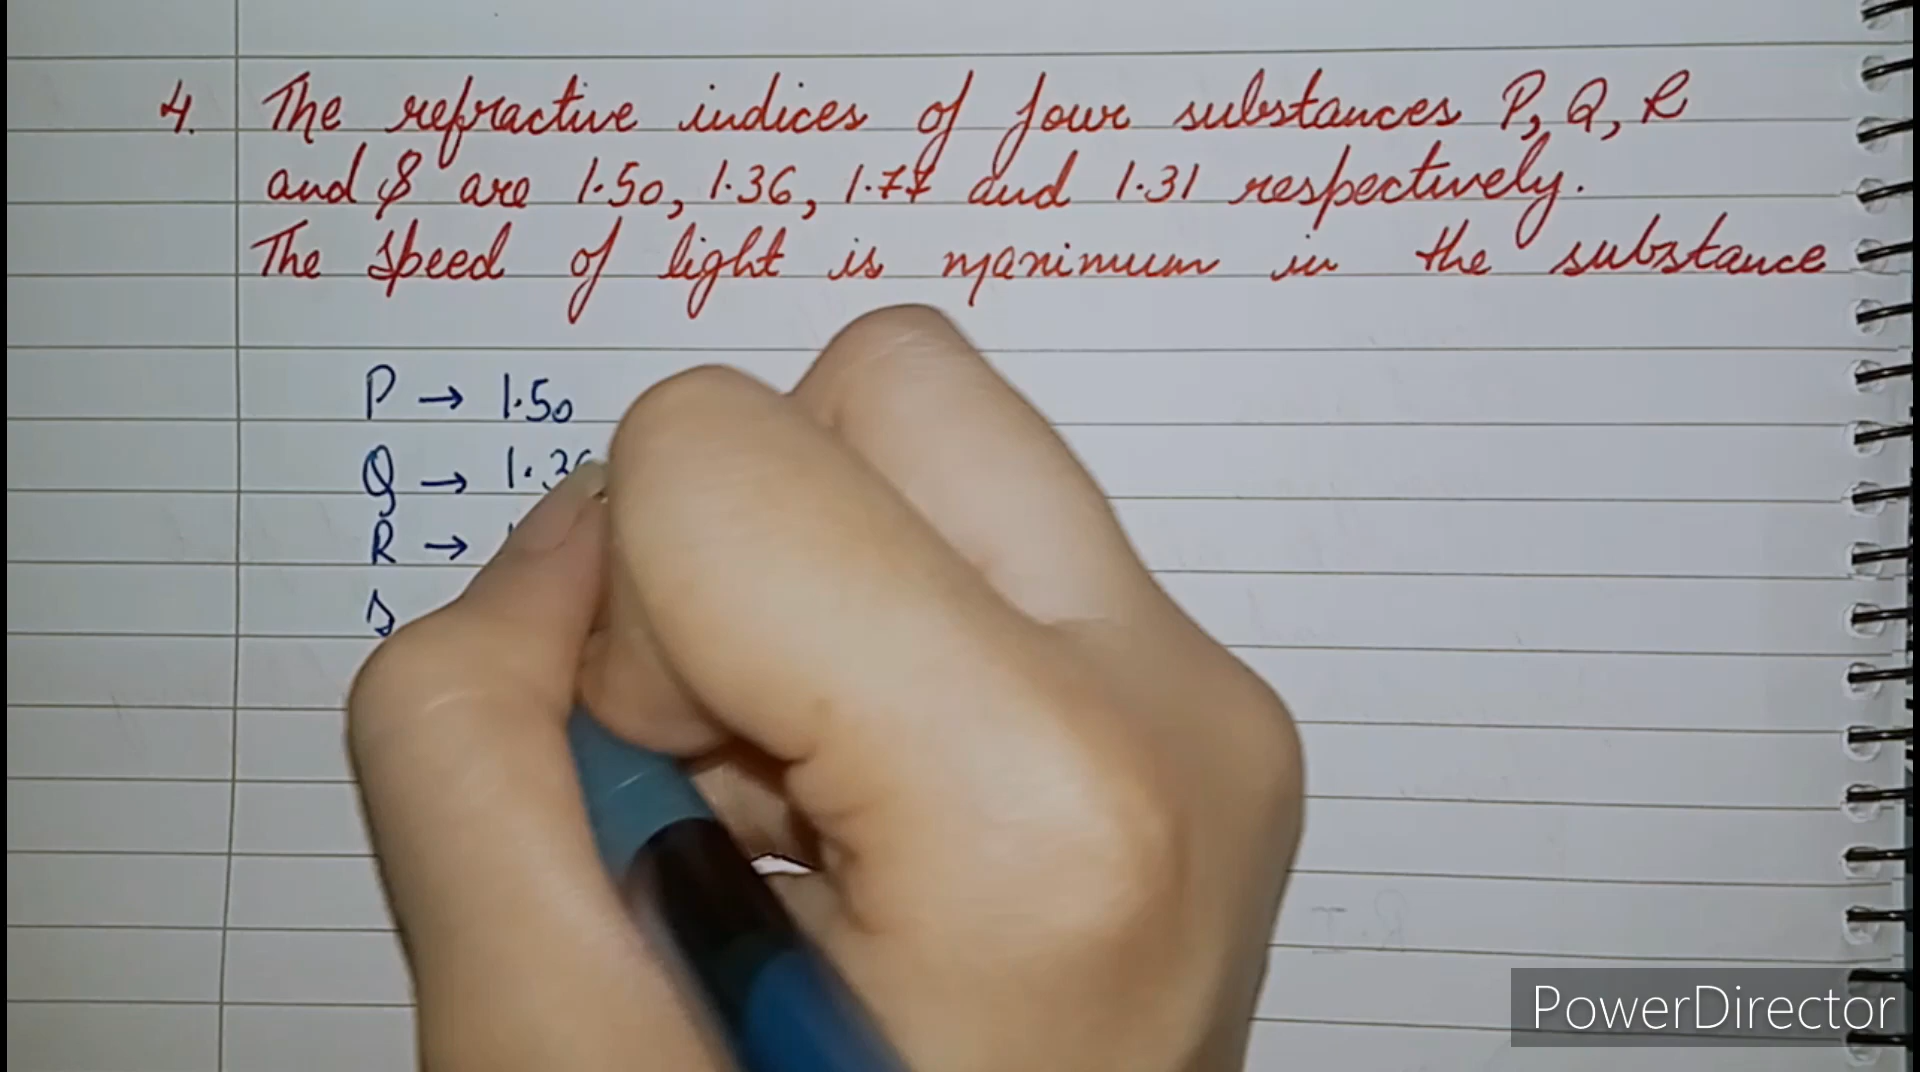 4. The refractive indices of four substances P, Q, R
and S are 1.50, 1.36, 1.77 and 1.31 respectively.
The speed of light is maximum in the substance
P → 1.50
Q → 1.36
R →
S
R.I
PowerDirector